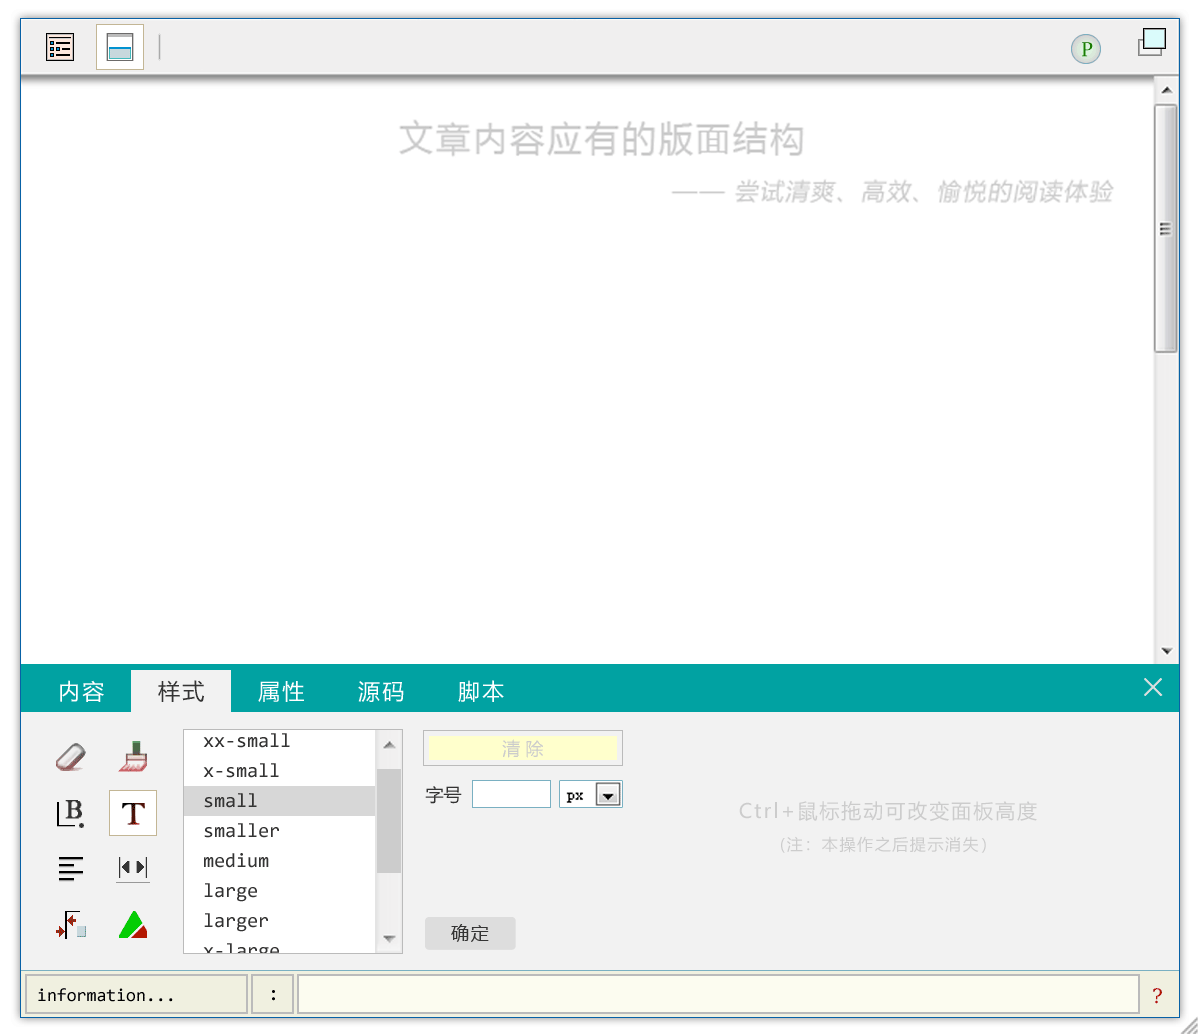 P
文章内容应有的版面结构
—— 尝试清爽、高效、愉悦的阅读体验
内容 样式 属性 源码 脚本
B
T
xx-small
x-small
small
smaller
medium
large
larger
x-large
清 除
字号 px
Ctrl+鼠标拖动可改变面板高度
(注：本操作之后提示消失)
确定
information... : ?